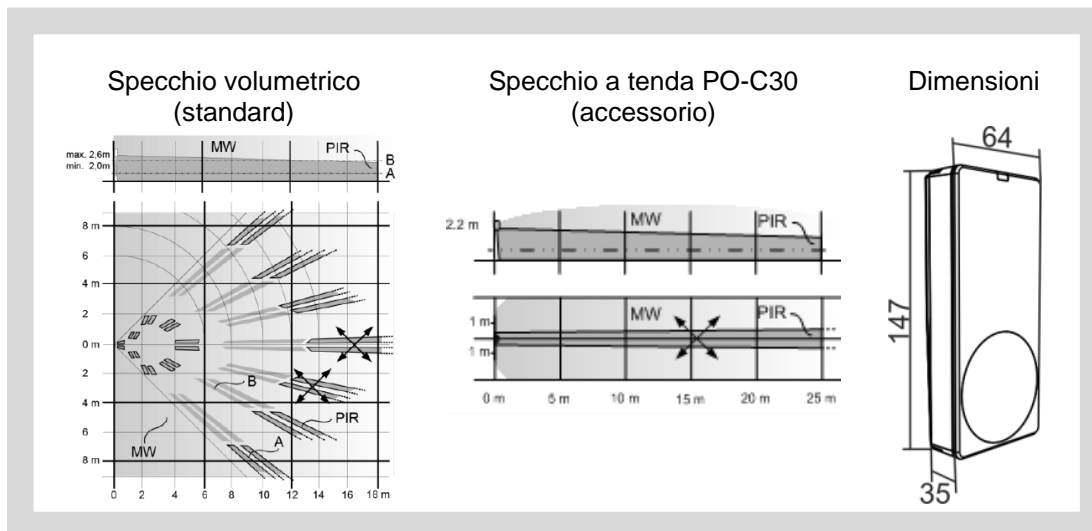 Specchio volumetrico
(standard)
MW
PIR
max. 2,6m
B
min. 2,0m
A
8 m
6
4 m
2
0 m
2
B
4 m
PIR
6
MW
A
8 m
0 2 4 6 8 10 12 14 16 18 m
Specchio a tenda PO-C30
(accessorio)
2.2 m
MW
PIR
1 m
MW
PIR
1 m
0 m 5 m 10 m 15 m 20 m 25 m
Dimensioni
64
147
35